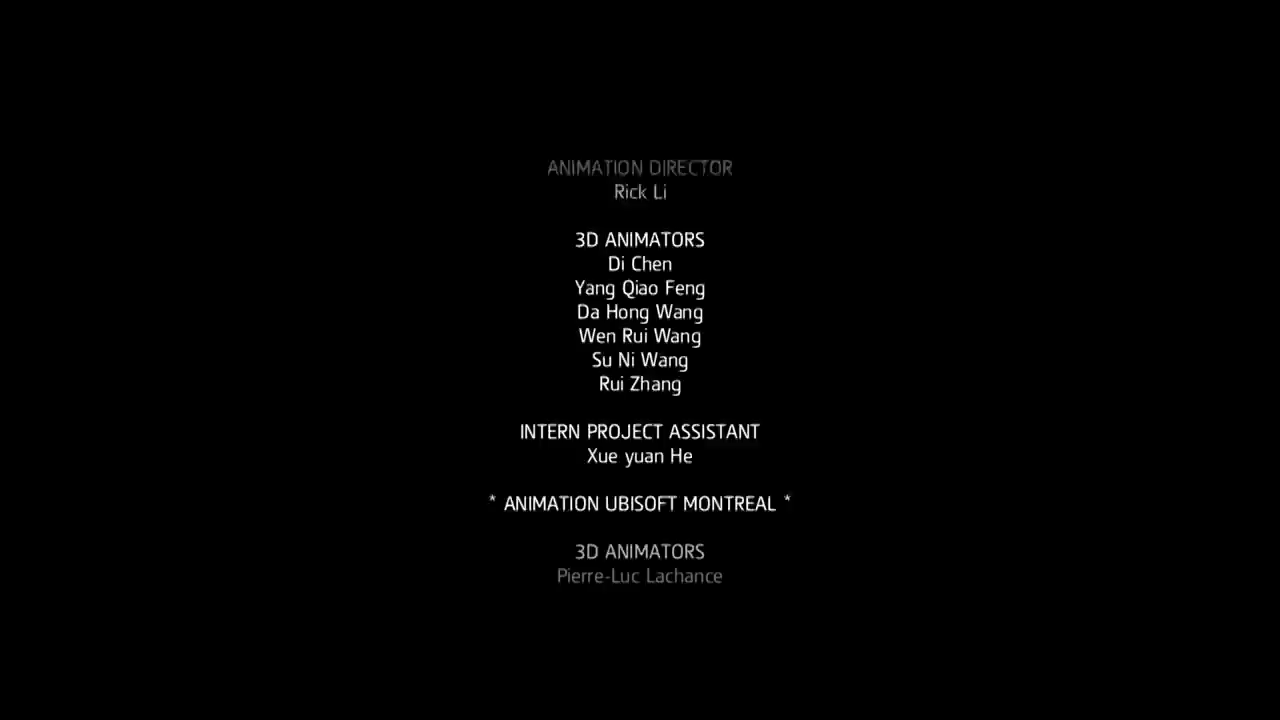 ANIMATION DIRECTOR
Rick Li
3D ANIMATORS
Di Chen
Yang Qiao Feng
Da Hong Wang
Wen Rui Wang
Su Ni Wang
Rui Zhang
INTERN PROJECT ASSISTANT
Xue yuan He
* ANIMATION UBISOFT MONTREAL *
3D ANIMATORS
Pierre-Luc Lachance